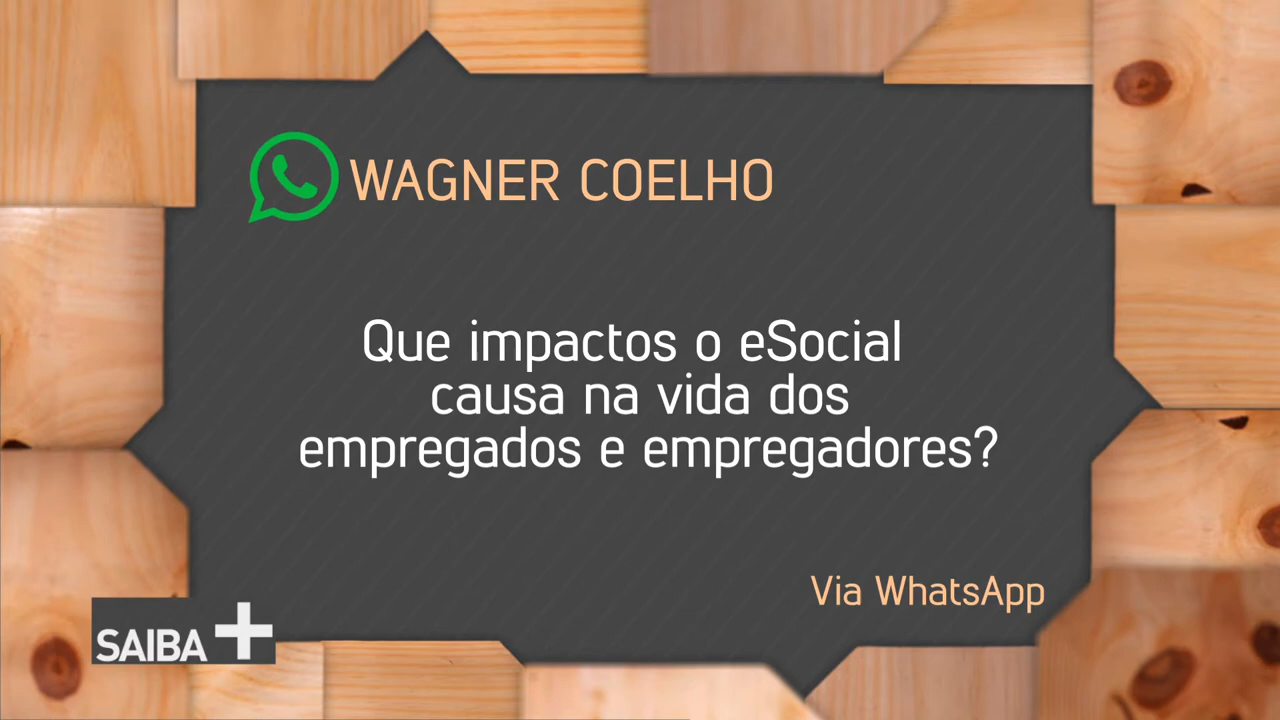 WAGNER COELHO
Que impactos o eSocial
causa na vida dos
empregados e empregadores?
Via WhatsApp
SAIBA+